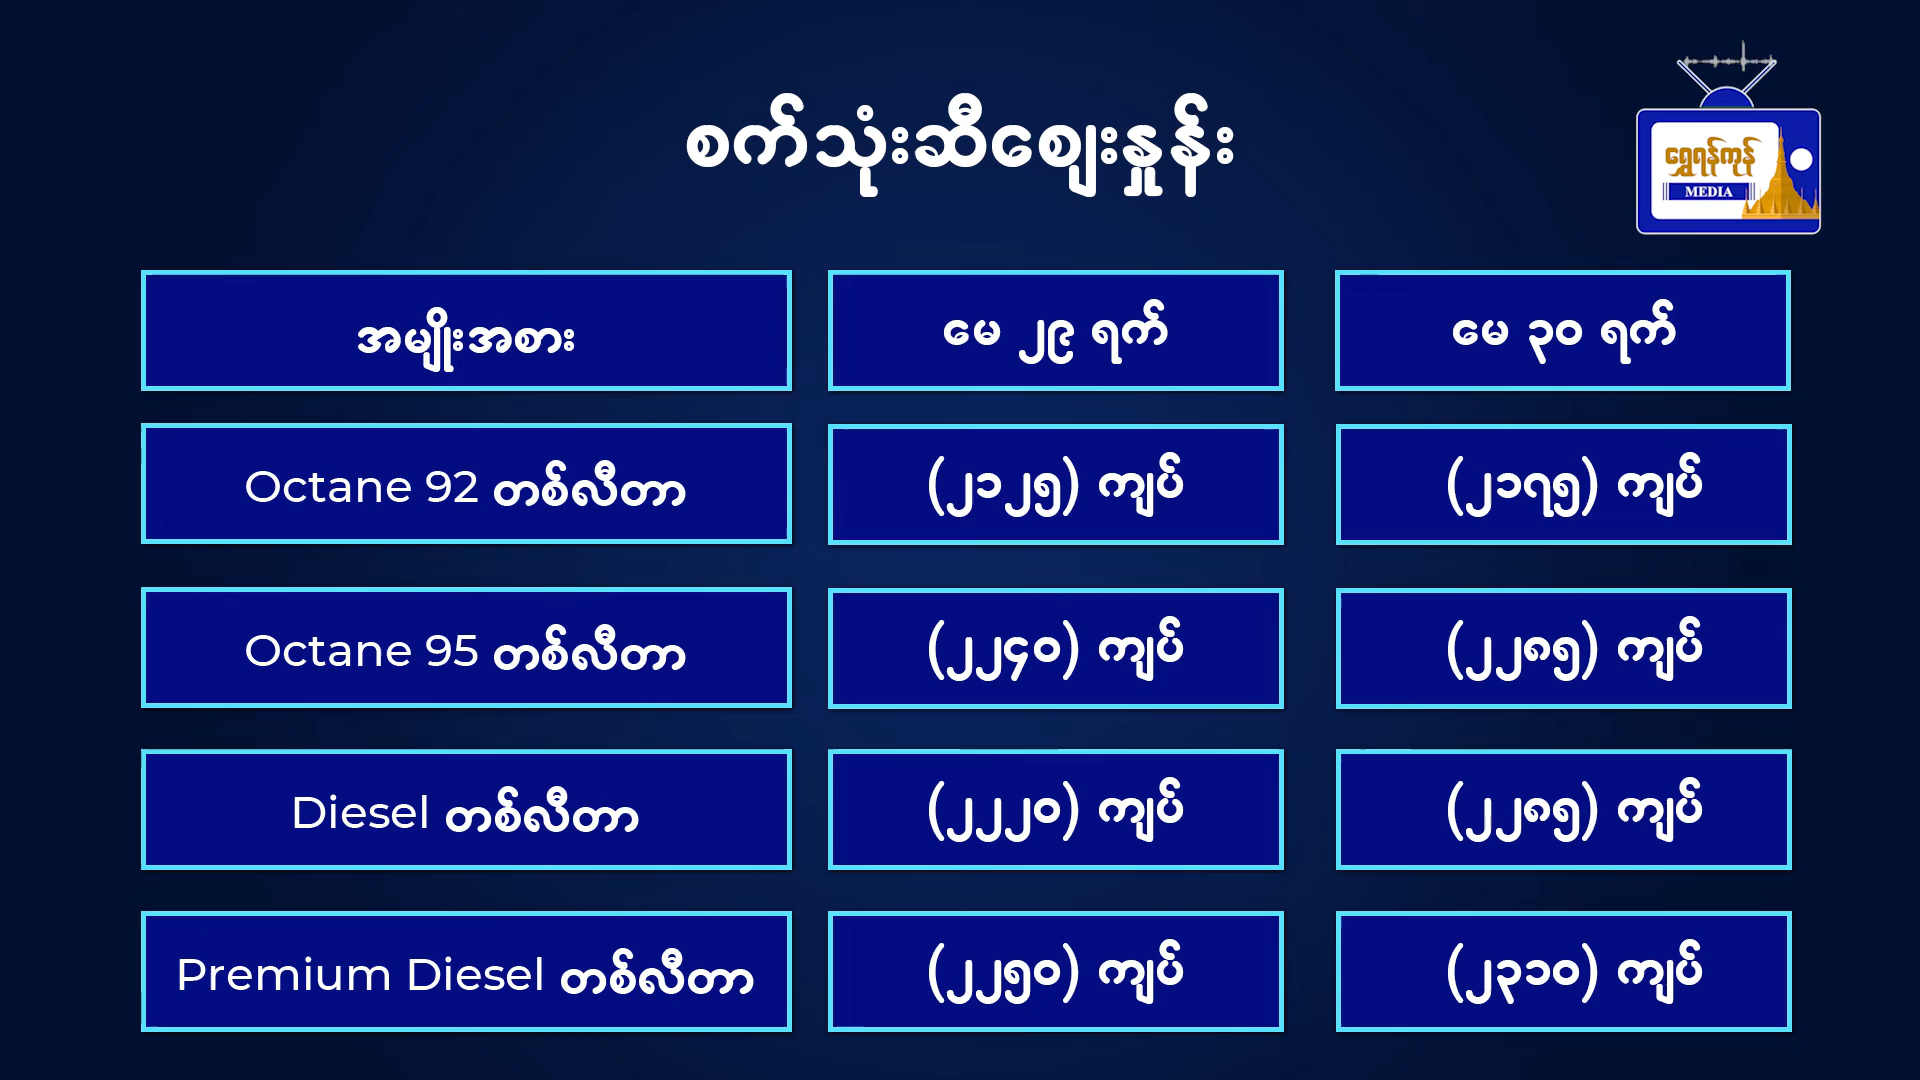 စက်သုံးဆီဈေးနှုန်း
ရွှေရန်ကုန်
MEDIA
အမျိုးအစား မေ ၂၉ ရက် မေ ၃၀ ရက်
Octane 92 တစ်လီတာ (၂၁၂၅) ကျပ် (၂၁၇၅) ကျပ်
Octane 95 တစ်လီတာ (၂၂၄၀) ကျပ် (၂၂၈၅) ကျပ်
Diesel တစ်လီတာ (၂၂၂၀) ကျပ် (၂၂၈၅) ကျပ်
Premium Diesel တစ်လီတာ (၂၂၅၀) ကျပ် (၂၃၁၀) ကျပ်